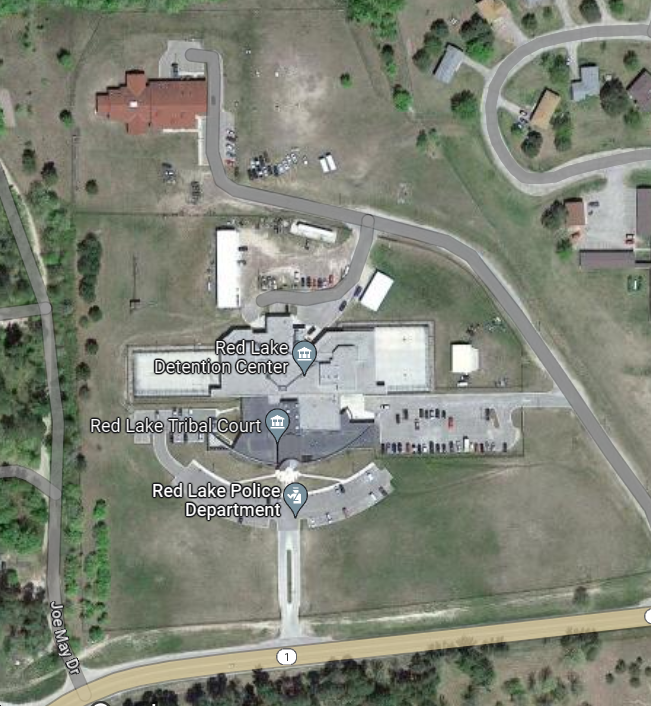 Red Lake
Detention Center
Red Lake Tribal Court
Red Lake Police
Department
Joe May Dr
1